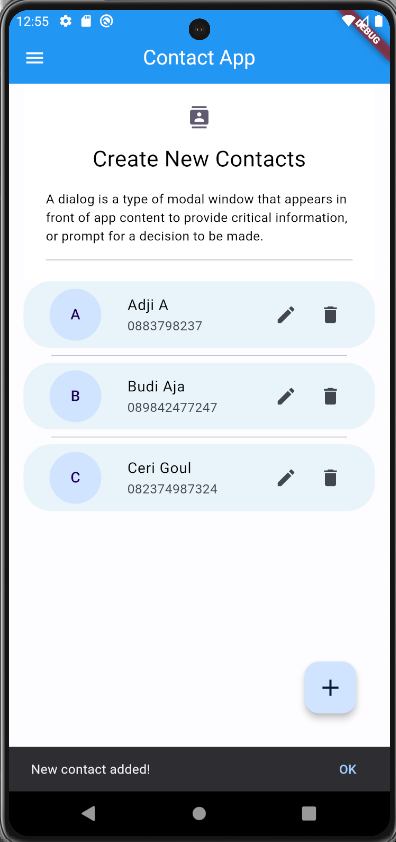 12:55
DEBUG
Contact App
Create New Contacts
A dialog is a type of modal window that appears in
front of app content to provide critical information,
or prompt for a decision to be made.
A
Adji A
0883798237
B
Budi Aja
089842477247
C
Ceri Goul
082374987324
New contact added!
OK